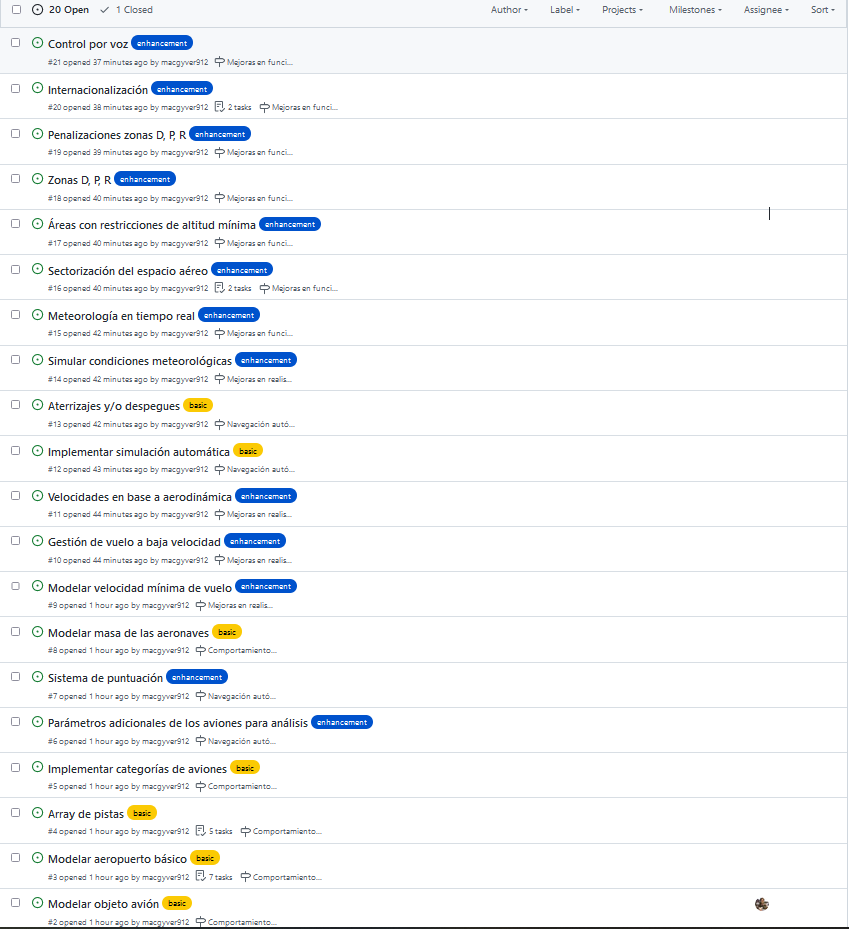 20 Open 1 Closed Author Label Projects Milestones Assignee Sort
Control por voz enhancement
#21 opened 37 minutes ago by macgyver912 Mejoras en funci...
Internacionalización enhancement
#20 opened 38 minutes ago by macgyver912 2 tasks Mejoras en funci...
Penalizaciones zonas D, P, R enhancement
#19 opened 39 minutes ago by macgyver912 Mejoras en funci...
Zonas D, P, R enhancement
#18 opened 40 minutes ago by macgyver912 Mejoras en funci...
Áreas con restricciones de altitud mínima enhancement
#17 opened 40 minutes ago by macgyver912 Mejoras en funci...
Sectorización del espacio aéreo enhancement
#16 opened 40 minutes ago by macgyver912 2 tasks Mejoras en funci...
Meteorología en tiempo real enhancement
#15 opened 42 minutes ago by macgyver912 Mejoras en funci...
Simular condiciones meteorológicas enhancement
#14 opened 42 minutes ago by macgyver912 Mejoras en realis...
Aterrizajes y/o despegues basic
#13 opened 42 minutes ago by macgyver912 Navegación autó...
Implementar simulación automática basic
#12 opened 43 minutes ago by macgyver912 Navegación autó...
Velocidades en base a aerodinámica enhancement
#11 opened 44 minutes ago by macgyver912 Mejoras en realis...
Gestión de vuelo a baja velocidad enhancement
#10 opened 44 minutes ago by macgyver912 Mejoras en realis...
Modelar velocidad mínima de vuelo enhancement
#9 opened 1 hour ago by macgyver912 Mejoras en realis...
Modelar masa de las aeronaves basic
#8 opened 1 hour ago by macgyver912 Comportamiento...
Sistema de puntuación enhancement
#7 opened 1 hour ago by macgyver912 Navegación autó...
Parámetros adicionales de los aviones para análisis enhancement
#6 opened 1 hour ago by macgyver912 Navegación autó...
Implementar categorías de aviones basic
#5 opened 1 hour ago by macgyver912 Comportamiento...
Array de pistas basic
#4 opened 1 hour ago by macgyver912 5 tasks Comportamiento...
Modelar aeropuerto básico basic
#3 opened 1 hour ago by macgyver912 7 tasks Comportamiento...
Modelar objeto avión basic
#2 opened 1 hour ago by macgyver912 Comportamiento...